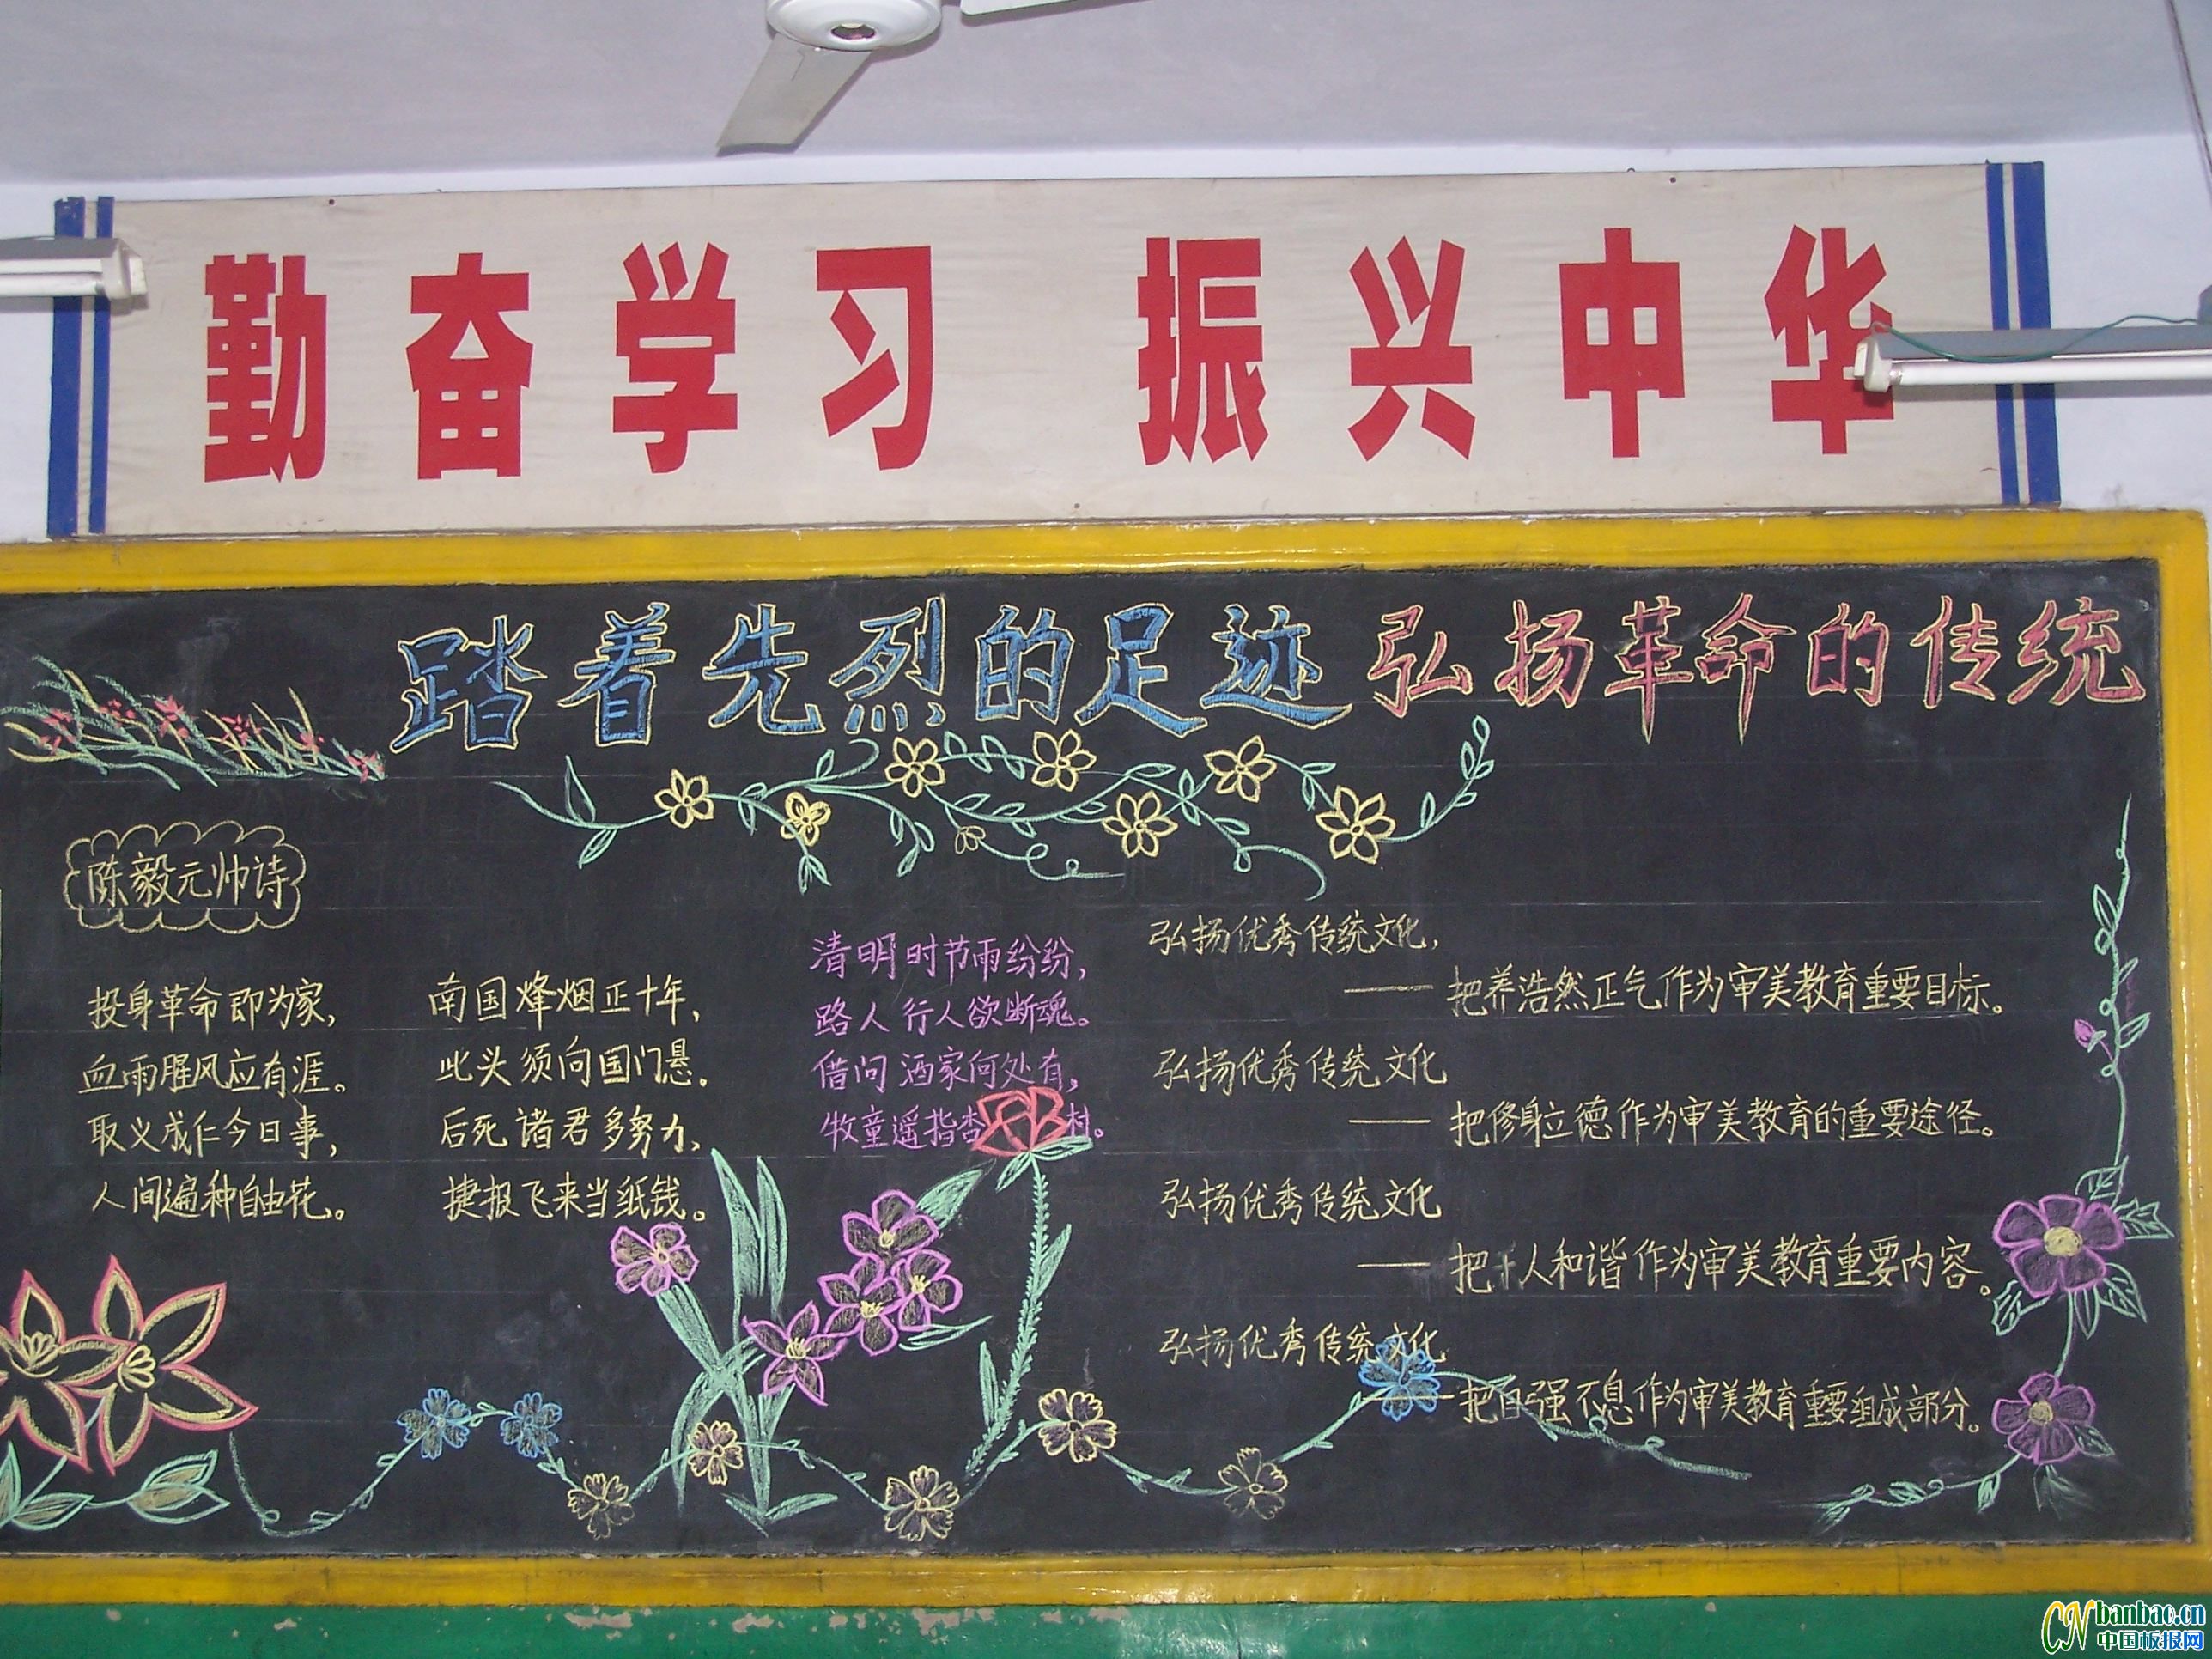 勤奋学习 振兴中华
踏着先烈的足迹 弘扬革命的传统
陈毅元帅诗
投身革命即为家,
血雨腥风应有涯。
取义成仁今日事,
人间遍种自由花。
南国烽烟正十年,
此头须向国门悬。
后死诸君多努力,
捷报飞来当纸钱。
清明时节雨纷纷,
路人行人欲断魂。
借问酒家何处有,
牧童遥指杏 村。
弘扬优秀传统文化,
——把养浩然正气作为审美教育重要目标。
弘扬优秀传统文化
——把修身立德作为审美教育的重要途径。
弘扬优秀传统文化
——把 人和谐作为审美教育重要内容。
弘扬优秀传统文化
—把自强不息作为审美教育重要组成部分。
CN banbao.cn
中国板报网